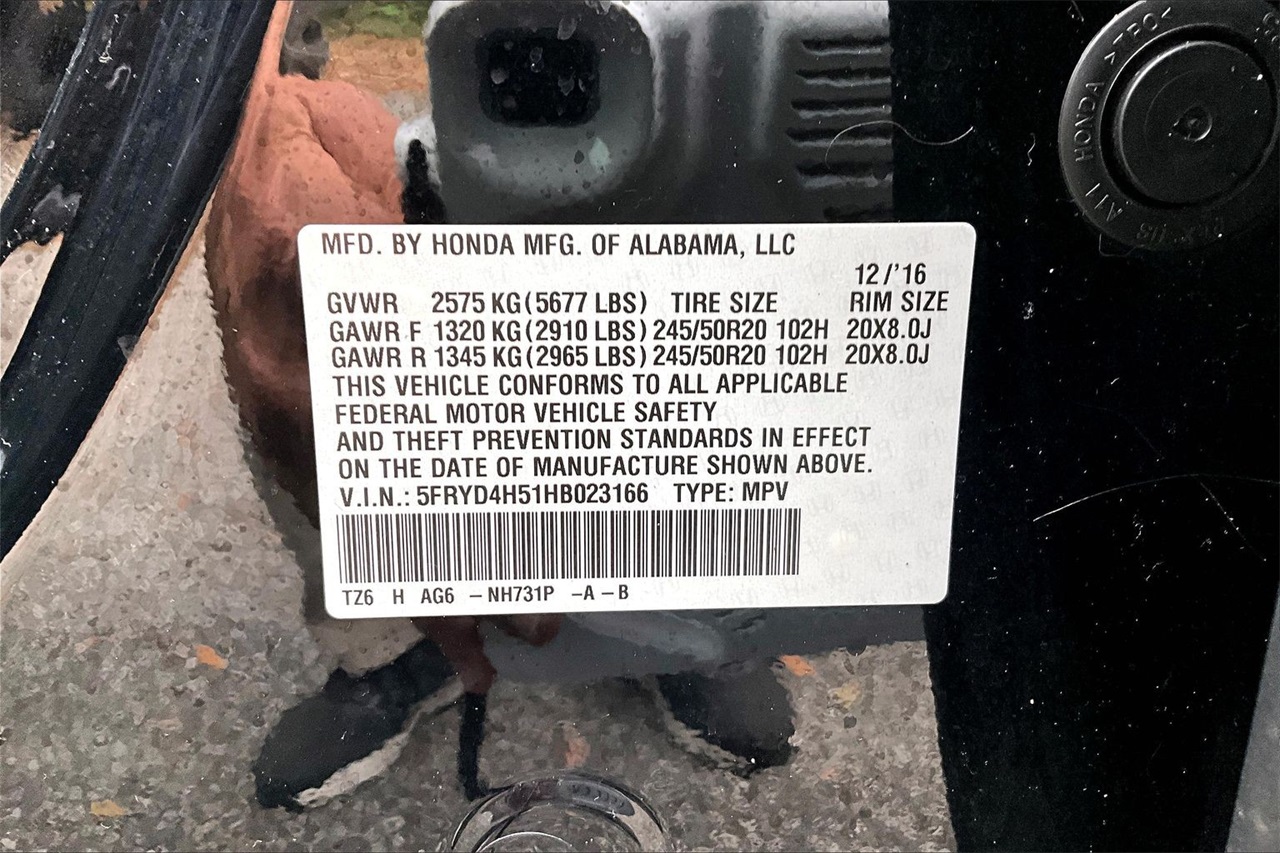 MFD. BY HONDA MFG. OF ALABAMA, LLC
12/'16
GVWR 2575 KG (5677 LBS) TIRE SIZE RIM SIZE
GAWR F 1320 KG (2910 LBS) 245/50R20 102H 20X8.0J
GAWR R 1345 KG (2965 LBS) 245/50R20 102H 20X8.0J
THIS VEHICLE CONFORMS TO ALL APPLICABLE
FEDERAL MOTOR VEHICLE SAFETY
AND THEFT PREVENTION STANDARDS IN EFFECT
ON THE DATE OF MANUFACTURE SHOWN ABOVE.
V.I.N.: 5FRYD4H51HB023166 TYPE: MPV
TZ6 H AG6 – NH731P –A – B
HONDA >TPO<